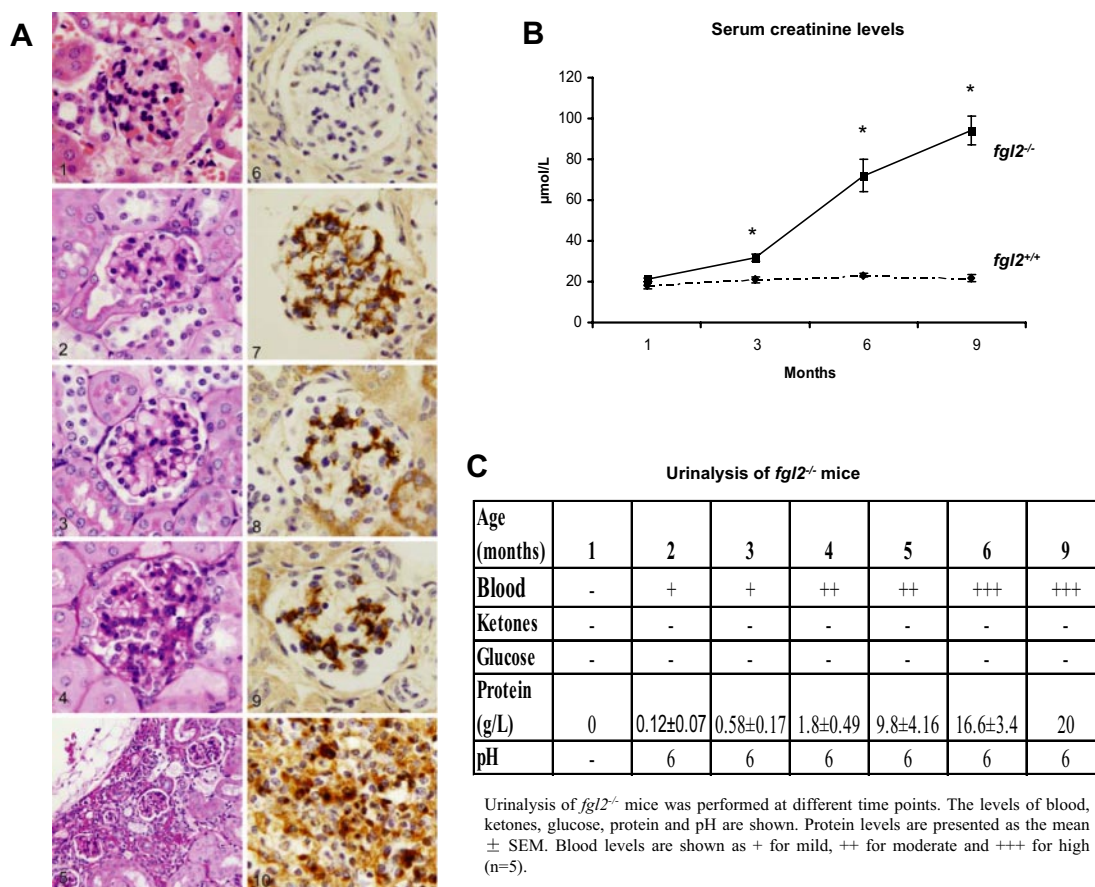 A
1
2
3
4
5
6
7
8
9
10
B
Serum creatinine levels
µmol/L
120
100
80
60
40
20
0
*
*
*
fgl2-/-
fgl2+/+
1 3 6 9
Months
C
Urinalysis of fgl2-/- mice
Age
(months) 1 2 3 4 5 6 9
Blood - + + ++ ++ +++ +++
Ketones - - - - - - -
Glucose - - - - - - -
Protein
(g/L) 0 0.12±0.07 0.58±0.17 1.8±0.49 9.8±4.16 16.6±3.4 20
pH - 6 6 6 6 6 6
Urinalysis of fgl2-/- mice was performed at different time points. The levels of blood,
ketones, glucose, protein and pH are shown. Protein levels are presented as the mean
± SEM. Blood levels are shown as + for mild, ++ for moderate and +++ for high
(n=5).